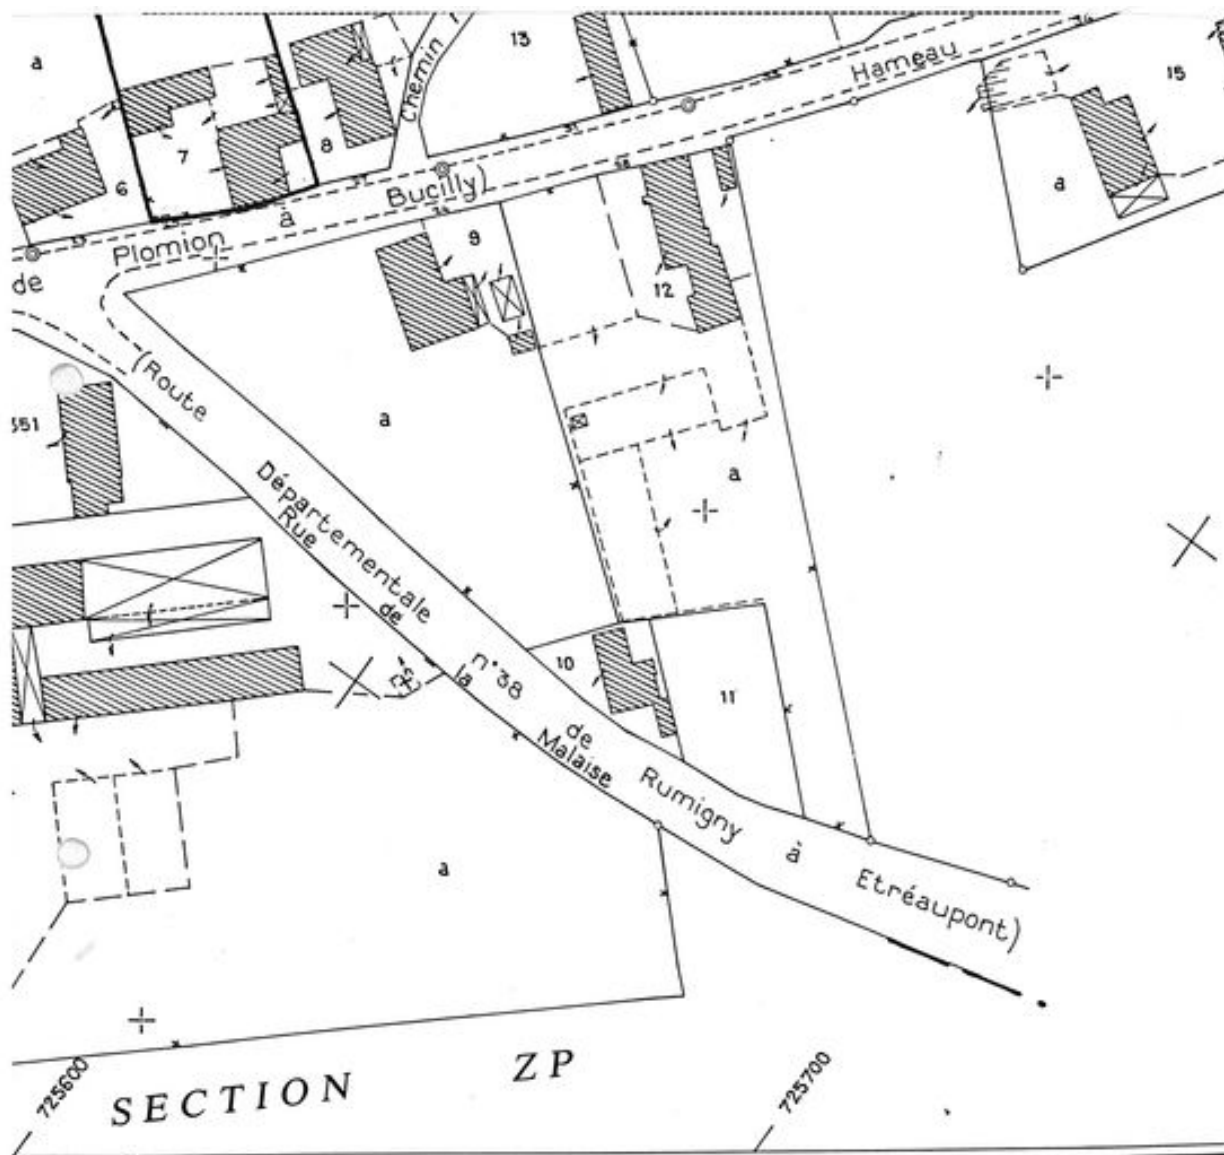 a
13
Chemin
Hameau
15
7
8
6
a
Bucilly)
à
Plomion
de
9
12
(Route
a
351
a
Départementale
Rue
de
n°38
la
10
11
de
Malaise
Rumigny
à
Etréaupont)
a
SECTION ZP
725600
725700